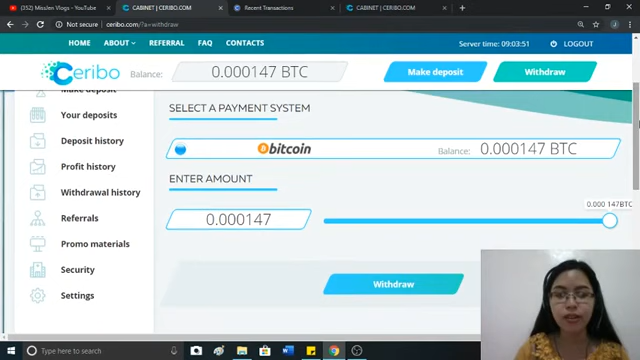 (352) Misslen Vlogs - YouTube
CABINET | CERIBO.COM
Recent Transactions
CABINET | CERIBO.COM
Not secure | ceribo.com/?a=withdraw
HOME ABOUT REFERRAL FAQ CONTACTS
Server time: 09:03:51
LOGOUT
Ceribo
Balance: 0.000147 BTC
Make deposit
Withdraw
Make deposit
Your deposits
Deposit history
Profit history
Withdrawal history
Referrals
Promo materials
Security
Settings
SELECT A PAYMENT SYSTEM
bitcoin
Balance: 0.000147 BTC
ENTER AMOUNT
0.000147
0.000 147BTC
Withdraw
Type here to search